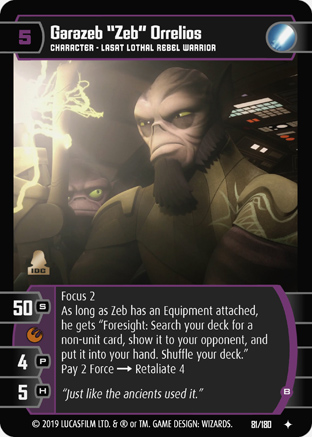 5 Garazeb "Zeb" Orrelios
CHARACTER - LASAT LOTHAL REBEL WARRIOR
IDC
50 S
4 P
5 H
Focus 2
As long as Zeb has an Equipment attached,
he gets "Foresight: Search your deck for a
non-unit card, show it to your opponent, and
put it into your hand. Shuffle your deck."
Pay 2 Force → Retaliate 4
"Just like the ancients used it."
B
© 2019 LUCASFILM LTD. & ® or TM. GAME DESIGN: WIZARDS. 81/180